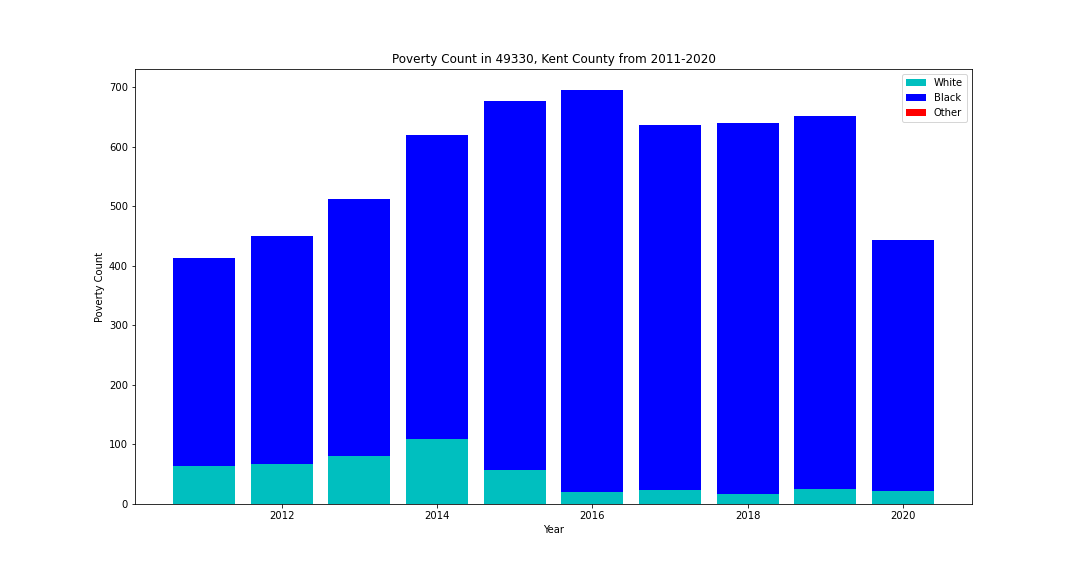 Poverty Count in 49330, Kent County from 2011-2020
White
Black
Other
700
600
500
400
300
200
100
0
Poverty Count
2012 2014 2016 2018 2020
Year